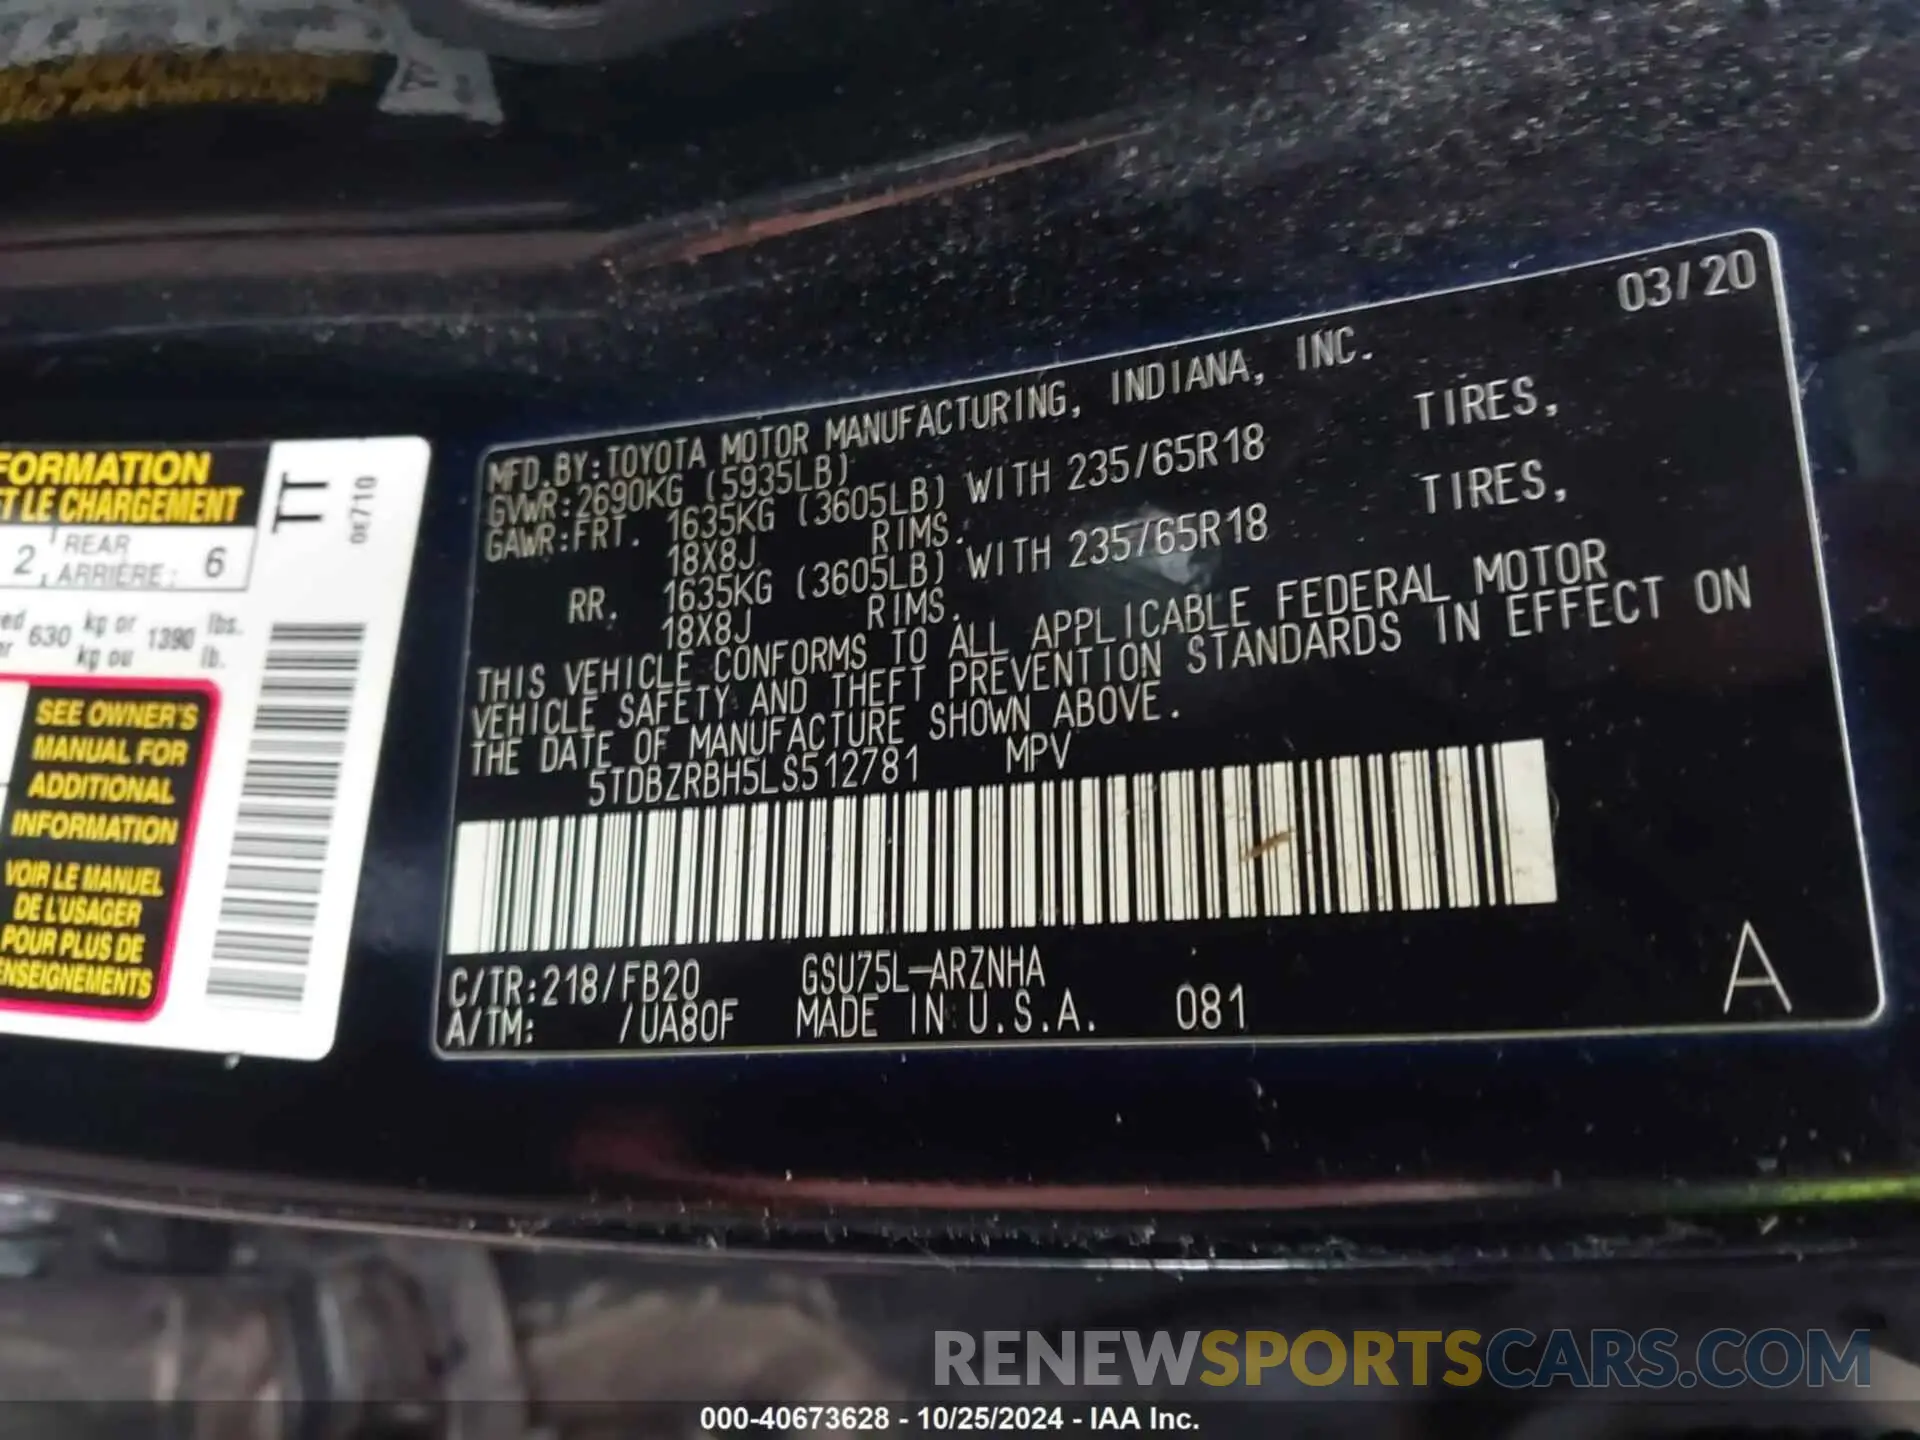 03/20
MFD.BY:TOYOTA MOTOR MANUFACTURING, INDIANA, INC.
GVWR:2690KG (5935LB)
GAWR:FRT. 1635KG (3605LB) WITH 235/65R18 TIRES,
18X8J RIMS.
RR. 1635KG (3605LB) WITH 235/65R18 TIRES,
18X8J RIMS.
THIS VEHICLE CONFORMS TO ALL APPLICABLE FEDERAL MOTOR
VEHICLE SAFETY AND THEFT PREVENTION STANDARDS IN EFFECT ON
THE DATE OF MANUFACTURE SHOWN ABOVE.
5TDBZRBH5LS512781 MPV
C/TR:218/FB20 GSU75L-ARZNHA
A/TM: /UA80F MADE IN U.S.A. 081
A
FORMATION
ET LE CHARGEMENT
2 REAR
ARRIÈRE: 6
630 kg or 1390 lbs.
kg ou lb.
TT
0E710
SEE OWNER'S
MANUAL FOR
ADDITIONAL
INFORMATION
VOIR LE MANUEL
DE L'USAGER
POUR PLUS DE
ENSEIGNEMENTS
RENEWSPORTSCARS.COM
000-40673628 - 10/25/2024 - IAA Inc.